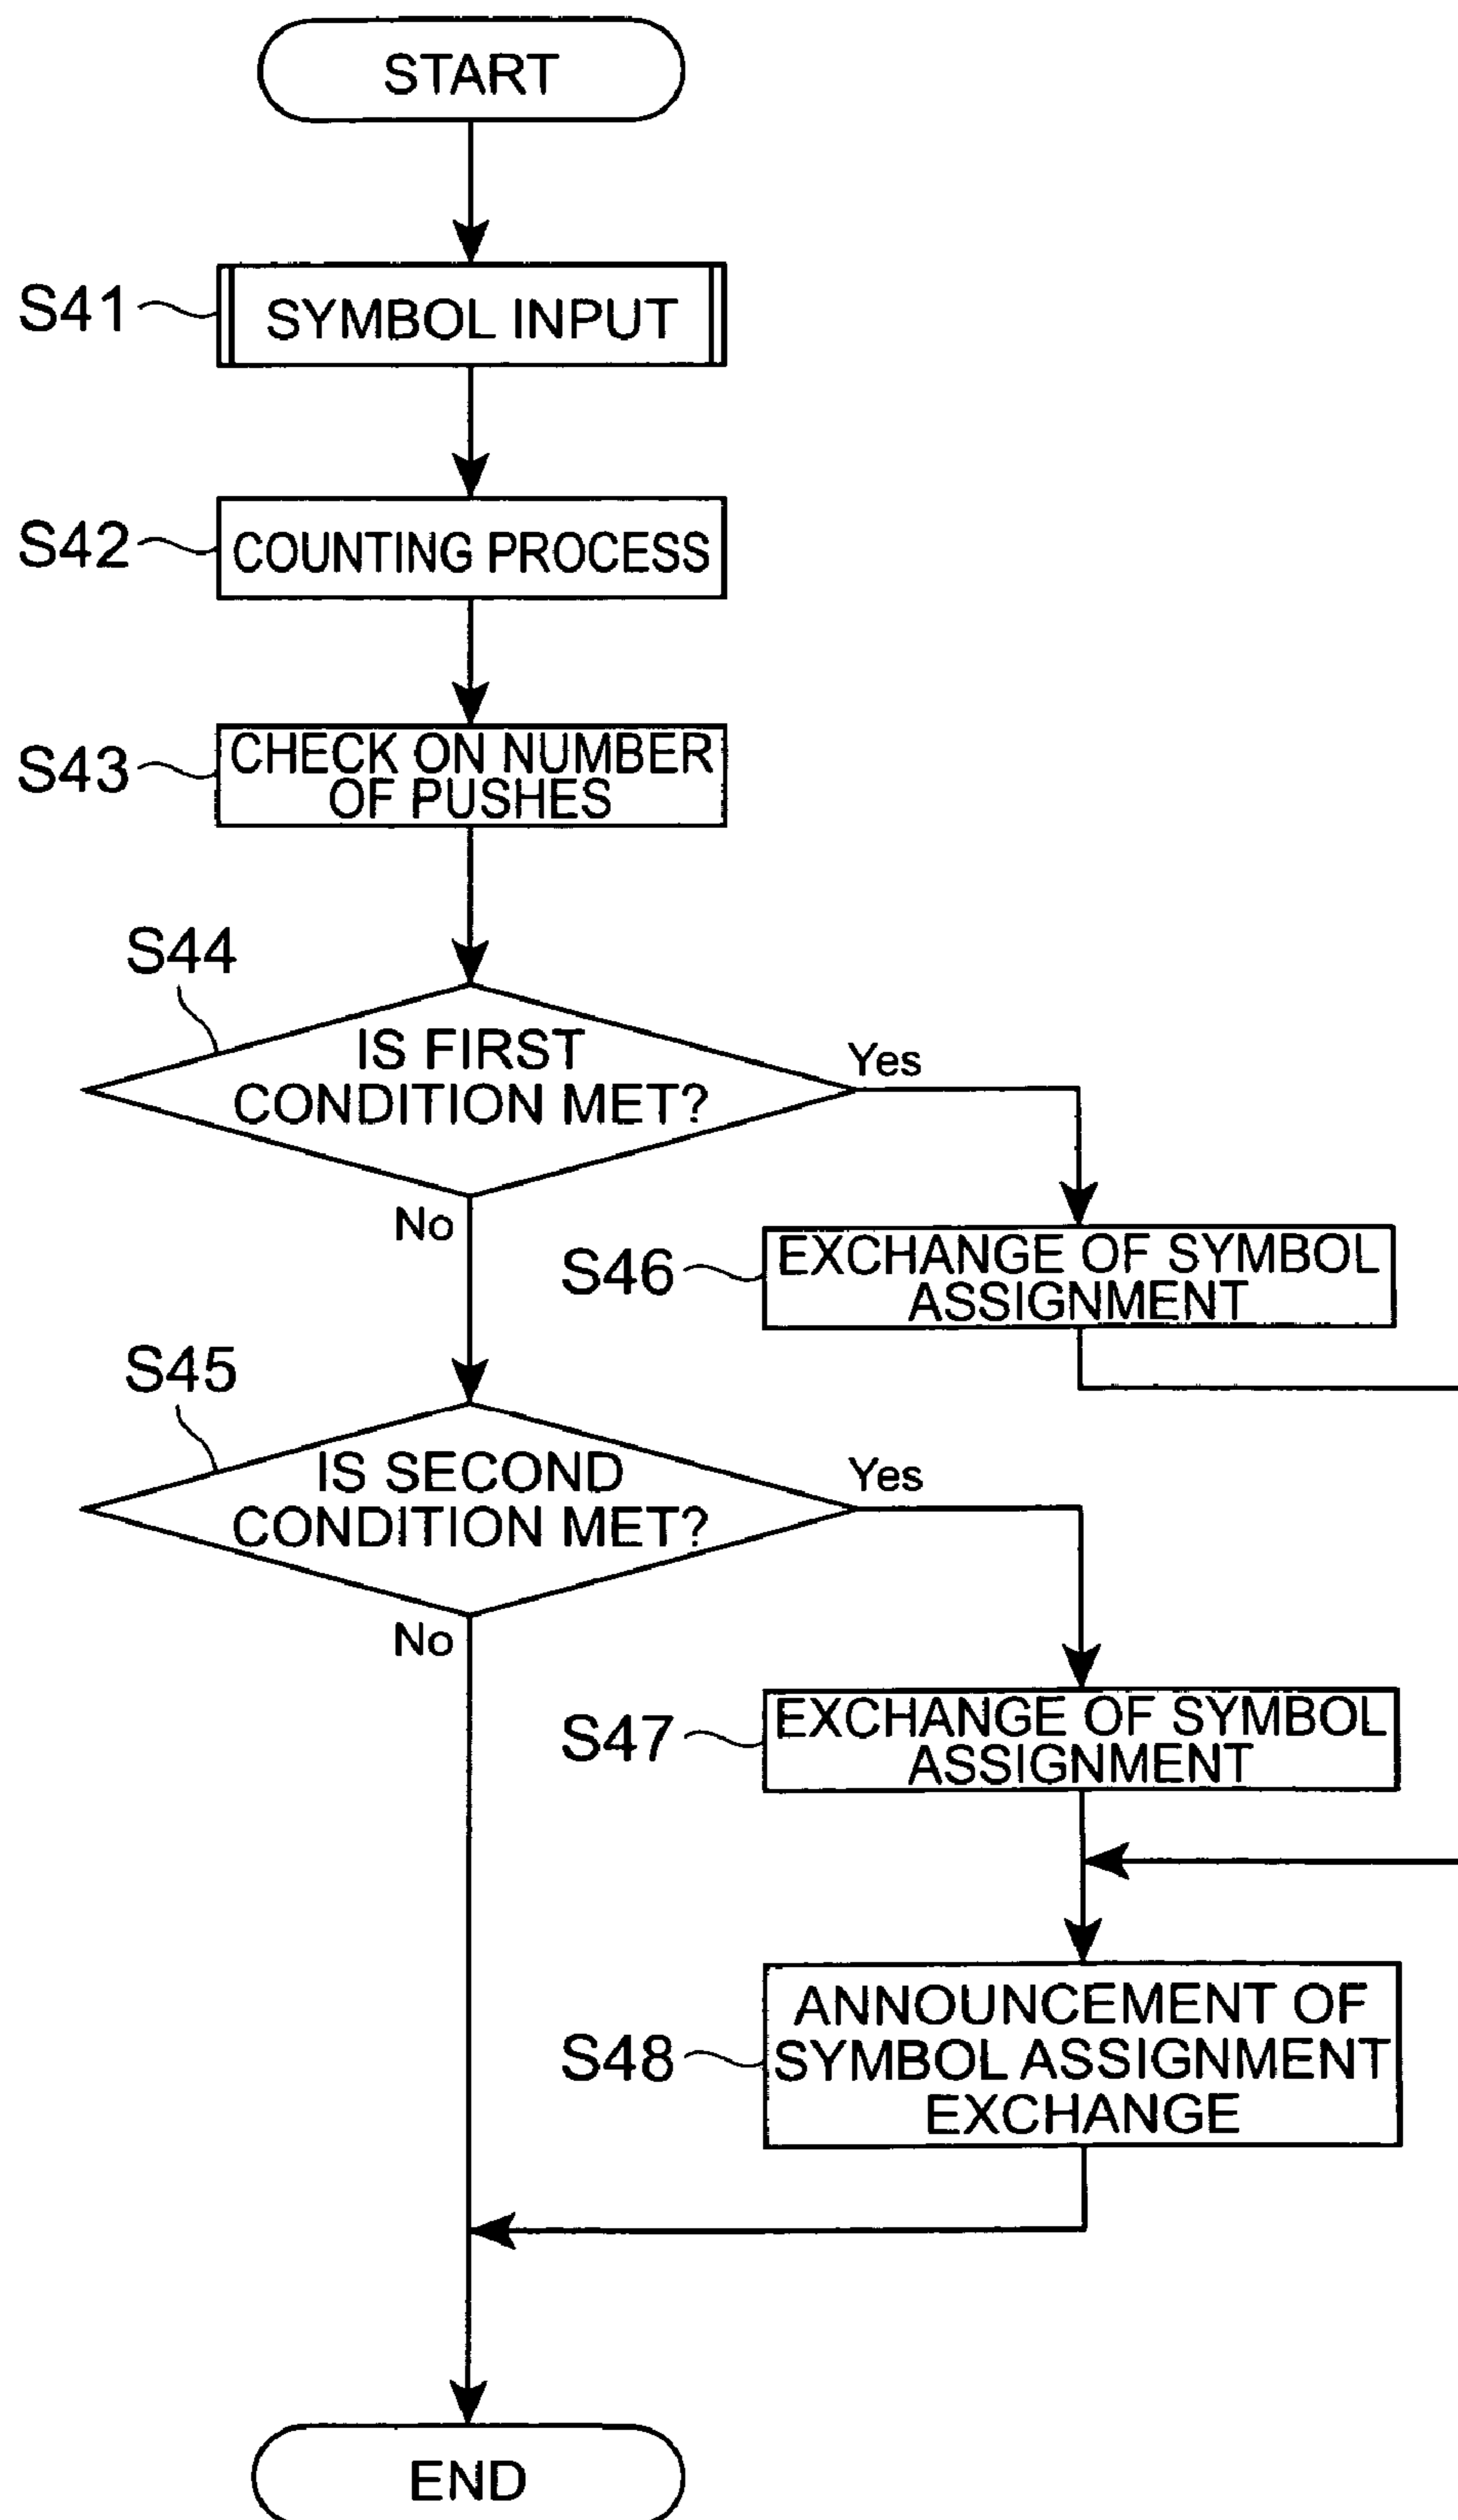 START
S41
SYMBOL INPUT
S42
COUNTING PROCESS
S43
CHECK ON NUMBER
OF PUSHES
S44
IS FIRST
CONDITION MET?
Yes
No
S46
EXCHANGE OF SYMBOL
ASSIGNMENT
S45
IS SECOND
CONDITION MET?
Yes
No
S47
EXCHANGE OF SYMBOL
ASSIGNMENT
S48
ANNOUNCEMENT OF
SYMBOL ASSIGNMENT
EXCHANGE
END